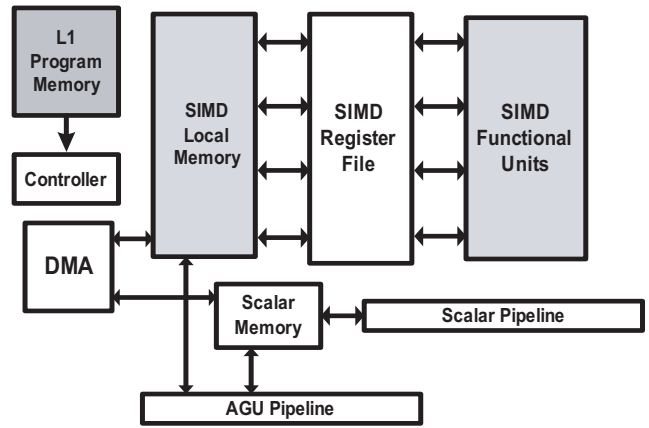 L1
Program
Memory
Controller
SIMD
Local
Memory
SIMD
Register
File
SIMD
Functional
Units
DMA
Scalar
Memory
Scalar Pipeline
AGU Pipeline